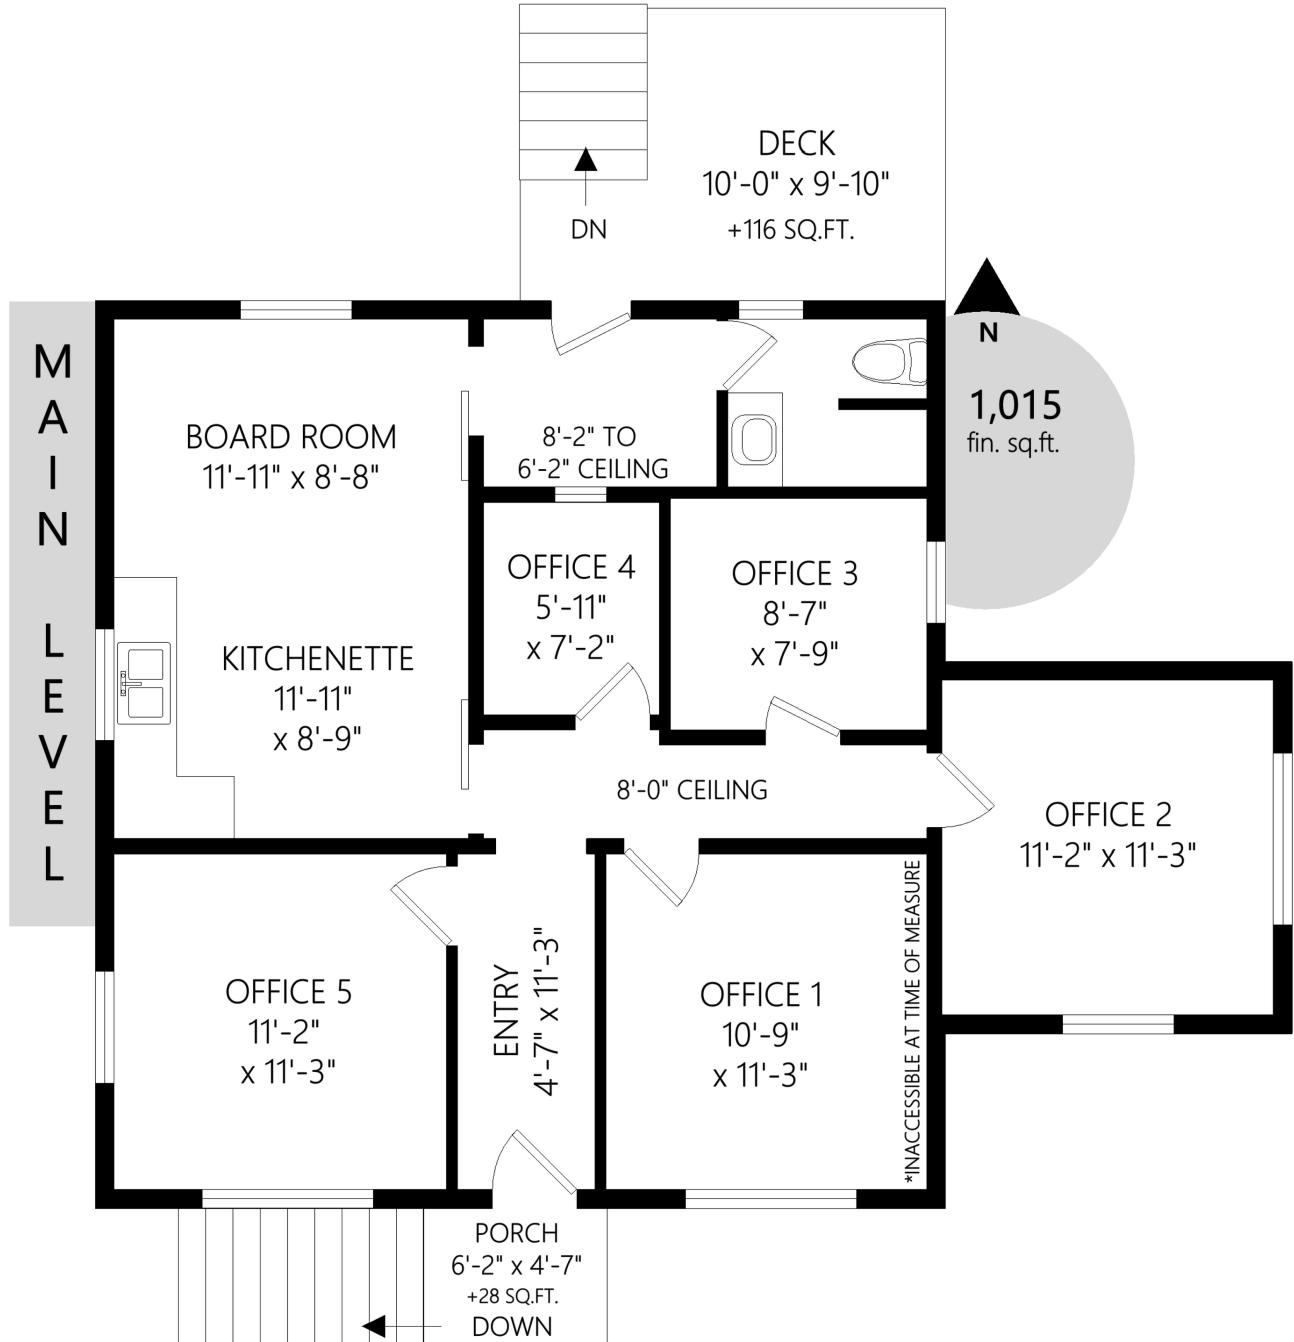 DECK
10'-0" x 9'-10"
+116 SQ.FT.
DN
N
1,015
fin. sq.ft.
MAIN LEVEL
BOARD ROOM
11'-11" x 8'-8"
8'-2" TO
6'-2" CEILING
OFFICE 4
5'-11"
x 7'-2"
OFFICE 3
8'-7"
x 7'-9"
KITCHENETTE
11'-11"
x 8'-9"
8'-0" CEILING
OFFICE 2
11'-2" x 11'-3"
OFFICE 5
11'-2"
x 11'-3"
ENTRY
4'-7" x 11'-3"
OFFICE 1
10'-9"
x 11'-3"
*INACCESSIBLE AT TIME OF MEASURE
PORCH
6'-2" x 4'-7"
+28 SQ.FT.
DOWN